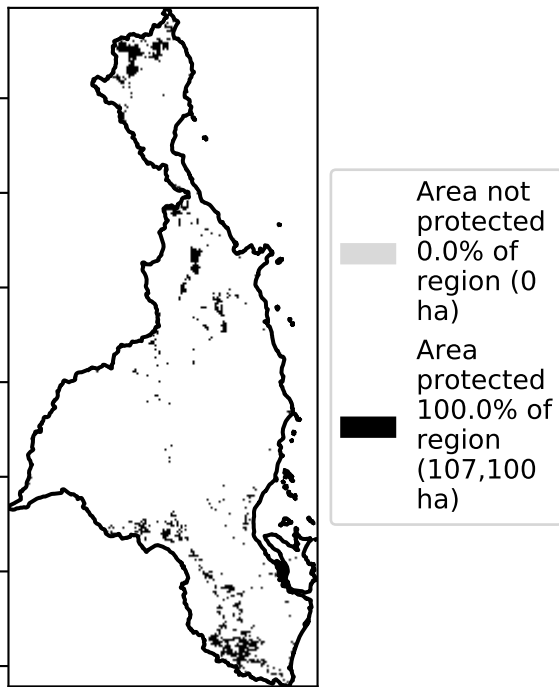 Area not
protected
0.0% of
region (0
ha)
Area
protected
100.0% of
region
(107,100
ha)